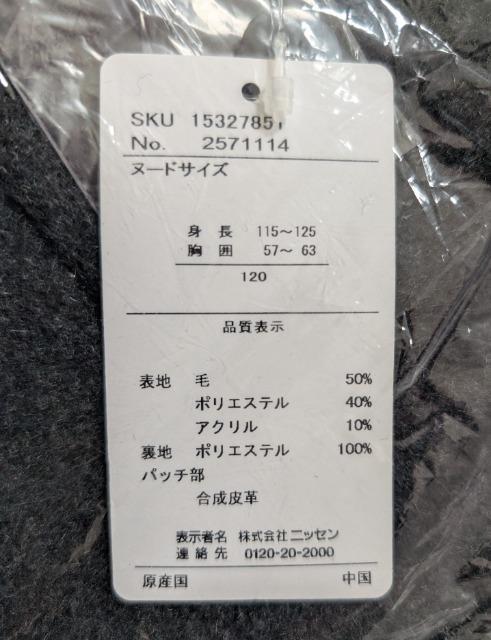 SKU 15327851
No. 2571114
ヌードサイズ
身長 115～125
胸囲 57～ 63
120
品質表示
表地 毛 50%
ポリエステル 40%
アクリル 10%
裏地 ポリエステル 100%
パッチ部
合成皮革
表示者名 株式会社ニッセン
連絡先 0120-20-2000
原産国 中国